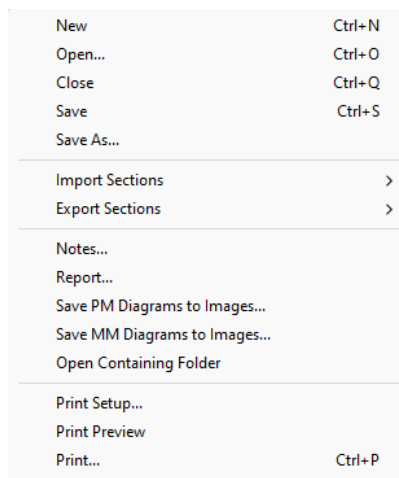 New Ctrl+N
Open... Ctrl+O
Close Ctrl+Q
Save Ctrl+S
Save As...
Import Sections >
Export Sections >
Notes...
Report...
Save PM Diagrams to Images...
Save MM Diagrams to Images...
Open Containing Folder
Print Setup...
Print Preview
Print... Ctrl+P